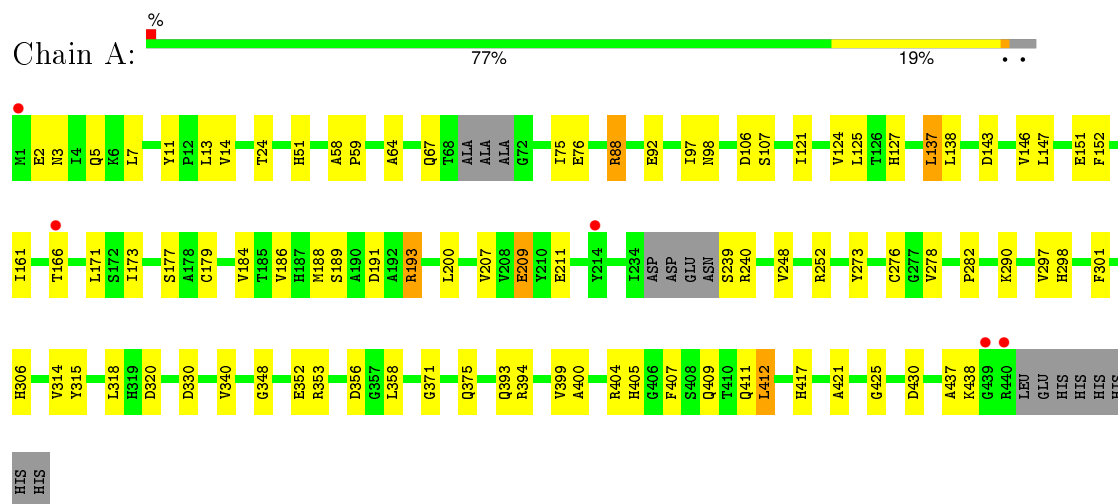 %
Chain A:
77% 19% • •
M1 E2 N3 I4 Q5 K6 L7 Y11 P12 L13 V14 T24 H51 A58 P59 A64 Q67 T68 ALA ALA ALA G72 I75 E76 R88 E92 I97 N98 D106 S107 I121 V124 L125 T126 H127 L137 L138 D143 V146 L147 E151 F152
I161 T166 L171 S172 I173 S177 A178 C179 V184 T185 V186 H187 M188 S189 A190 D191 A192 R193 L200 V207 V208 E209 Y210 E211 Y214 I234 ASP ASP GLU ASN S239 R240 V248 R252 Y273 C276 G277 V278 P282 K290 V297 H298 F301
H306 V314 Y315 L318 H319 D320 D330 V340 G348 E352 R353 D356 G357 L358 G371 Q375 Q393 R394 V399 A400 R404 H405 G406 F407 S408 Q409 T410 Q411 L412 H417 A421 G425 D430 A437 K438 G439 R440 LEU GLU HIS HIS HIS HIS
HIS HIS